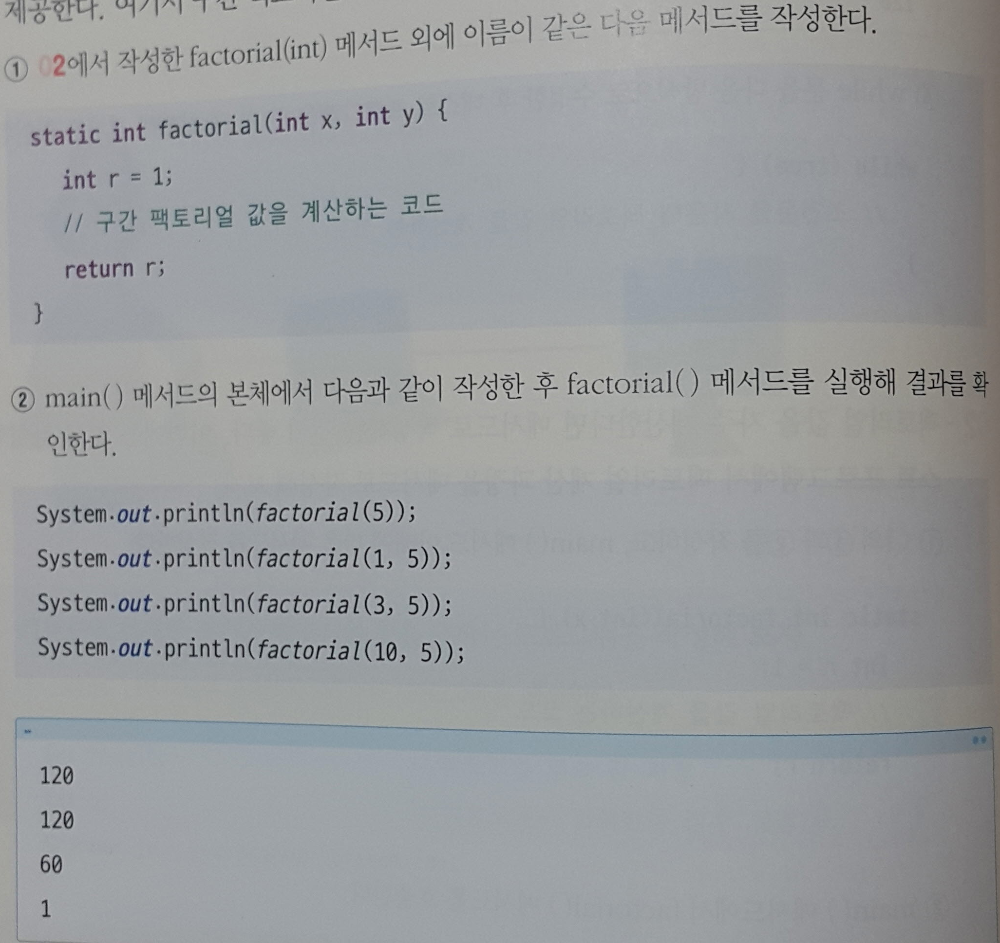 제공한다. 여기서 구간
① 02에서 작성한 factorial(int) 메서드 외에 이름이 같은 다음 메서드를 작성한다.
static int factorial(int x, int y) {
int r = 1;
// 구간 팩토리얼 값을 계산하는 코드
return r;
}
② main() 메서드의 본체에서 다음과 같이 작성한 후 factorial() 메서드를 실행해 결과를 확
인한다.
System.out.println(factorial(5));
System.out.println(factorial(1, 5));
System.out.println(factorial(3, 5));
System.out.println(factorial(10, 5));
120
120
60
1